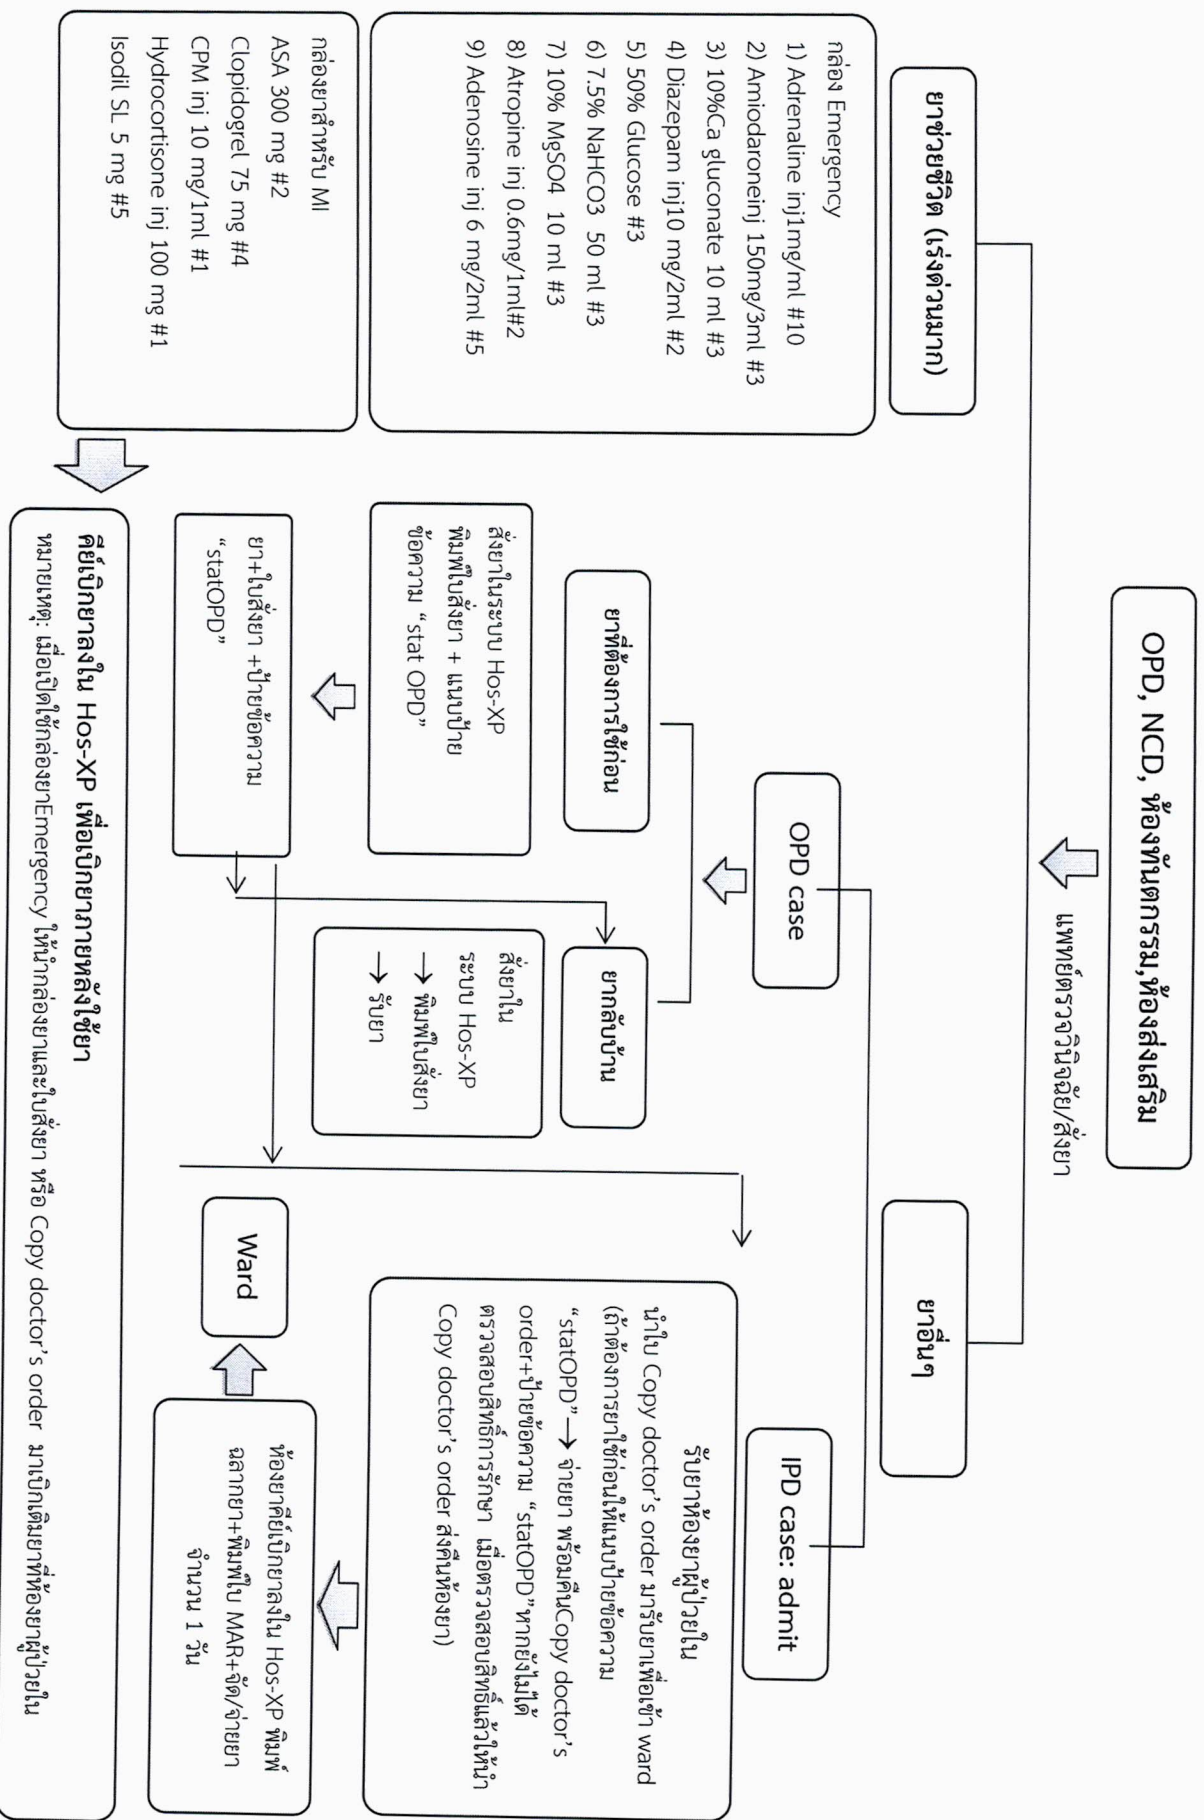 OPD, NCD, ห้องทันตกรรม,ห้องส่งเสริม
แพทย์ตรวจวินิจฉัย/สั่งยา
ยาช่วยชีวิต (เร่งด่วนมาก)
กล่อง Emergency
1) Adrenaline inj1mg/ml #10
2) Amiodaroneinj 150mg/3ml #3
3) 10%Ca gluconate 10 ml #3
4) Diazepam inj10 mg/2ml #2
5) 50% Glucose #3
6) 7.5% NaHCO3 50 ml #3
7) 10% MgSO4 10 ml #3
8) Atropine inj 0.6mg/1ml#2
9) Adenosine inj 6 mg/2ml #5
กล่องยาสำหรับ MI
ASA 300 mg #2
Clopidogrel 75 mg #4
CPM inj 10 mg/1ml #1
Hydrocortisone inj 100 mg #1
Isodil SL 5 mg #5
ยาอื่นๆ
OPD case
ยาที่ต้องการใช้ก่อน
สั่งยาในระบบ Hos-XP
พิมพ์ใบสั่งยา + แนบป้าย
ข้อความ “stat OPD”
ยา+ใบสั่งยา +ป้ายข้อความ
“statOPD”
ยากลับบ้าน
สั่งยาใน
ระบบ Hos-XP
→ พิมพ์ใบสั่งยา
→ รับยา
IPD case: admit
รับยาห้องยาผู้ป่วยใน
นำใบ Copy doctor’s order มารับยาเพื่อเข้า ward
(ถ้าต้องการยาใช้ก่อนให้แนบป้ายข้อความ
“statOPD”→ จ่ายยา พร้อมคืนCopy doctor’s
order+ป้ายข้อความ “statOPD”หากยังไม่ได้
ตรวจสอบสิทธิ์การรักษา เมื่อตรวจสอบสิทธิ์แล้วให้นำ
Copy doctor’s order ส่งคืนห้องยา)
ห้องยาคีย์เบิกยาลงใน Hos-XP พิมพ์
ฉลากยา+พิมพ์ใบ MAR+จัด/จ่ายยา
จำนวน 1 วัน
Ward
คีย์เบิกยาลงใน Hos-XP เพื่อเบิกยาภายหลังใช้ยา
หมายเหตุ: เมื่อเปิดใช้กล่องยาEmergency ให้นำกล่องยาและใบสั่งยา หรือ Copy doctor’s order มาเบิกเติมยาที่ห้องยาผู้ป่วยใน